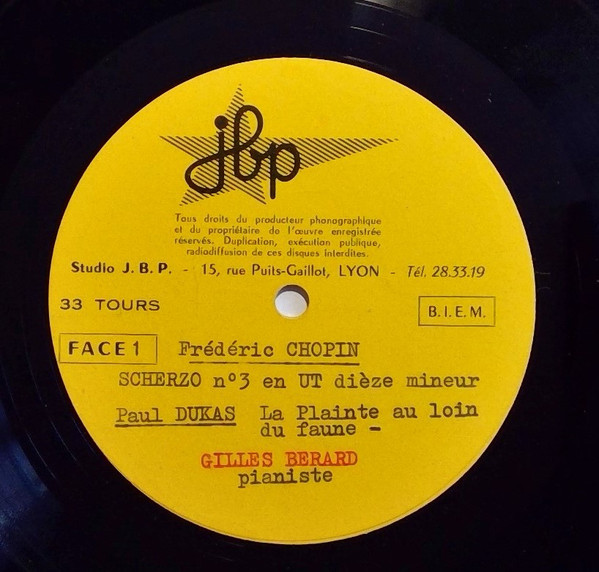 jbp
Tous droits du producteur phonographique
et du propriétaire de l'œuvre enregistrée
réservés. Duplication, exécution publique,
radiodiffusion de ces disques interdites.
Studio J. B. P. - 15, rue Puits-Gaillot, LYON - Tél. 28.33.19
33 TOURS
B.I.E.M.
FACE 1 Frédéric CHOPIN
SCHERZO n°3 en UT dièze mineur
Paul DUKAS La Plainte au loin
du faune -
GILLES BERARD
pianiste